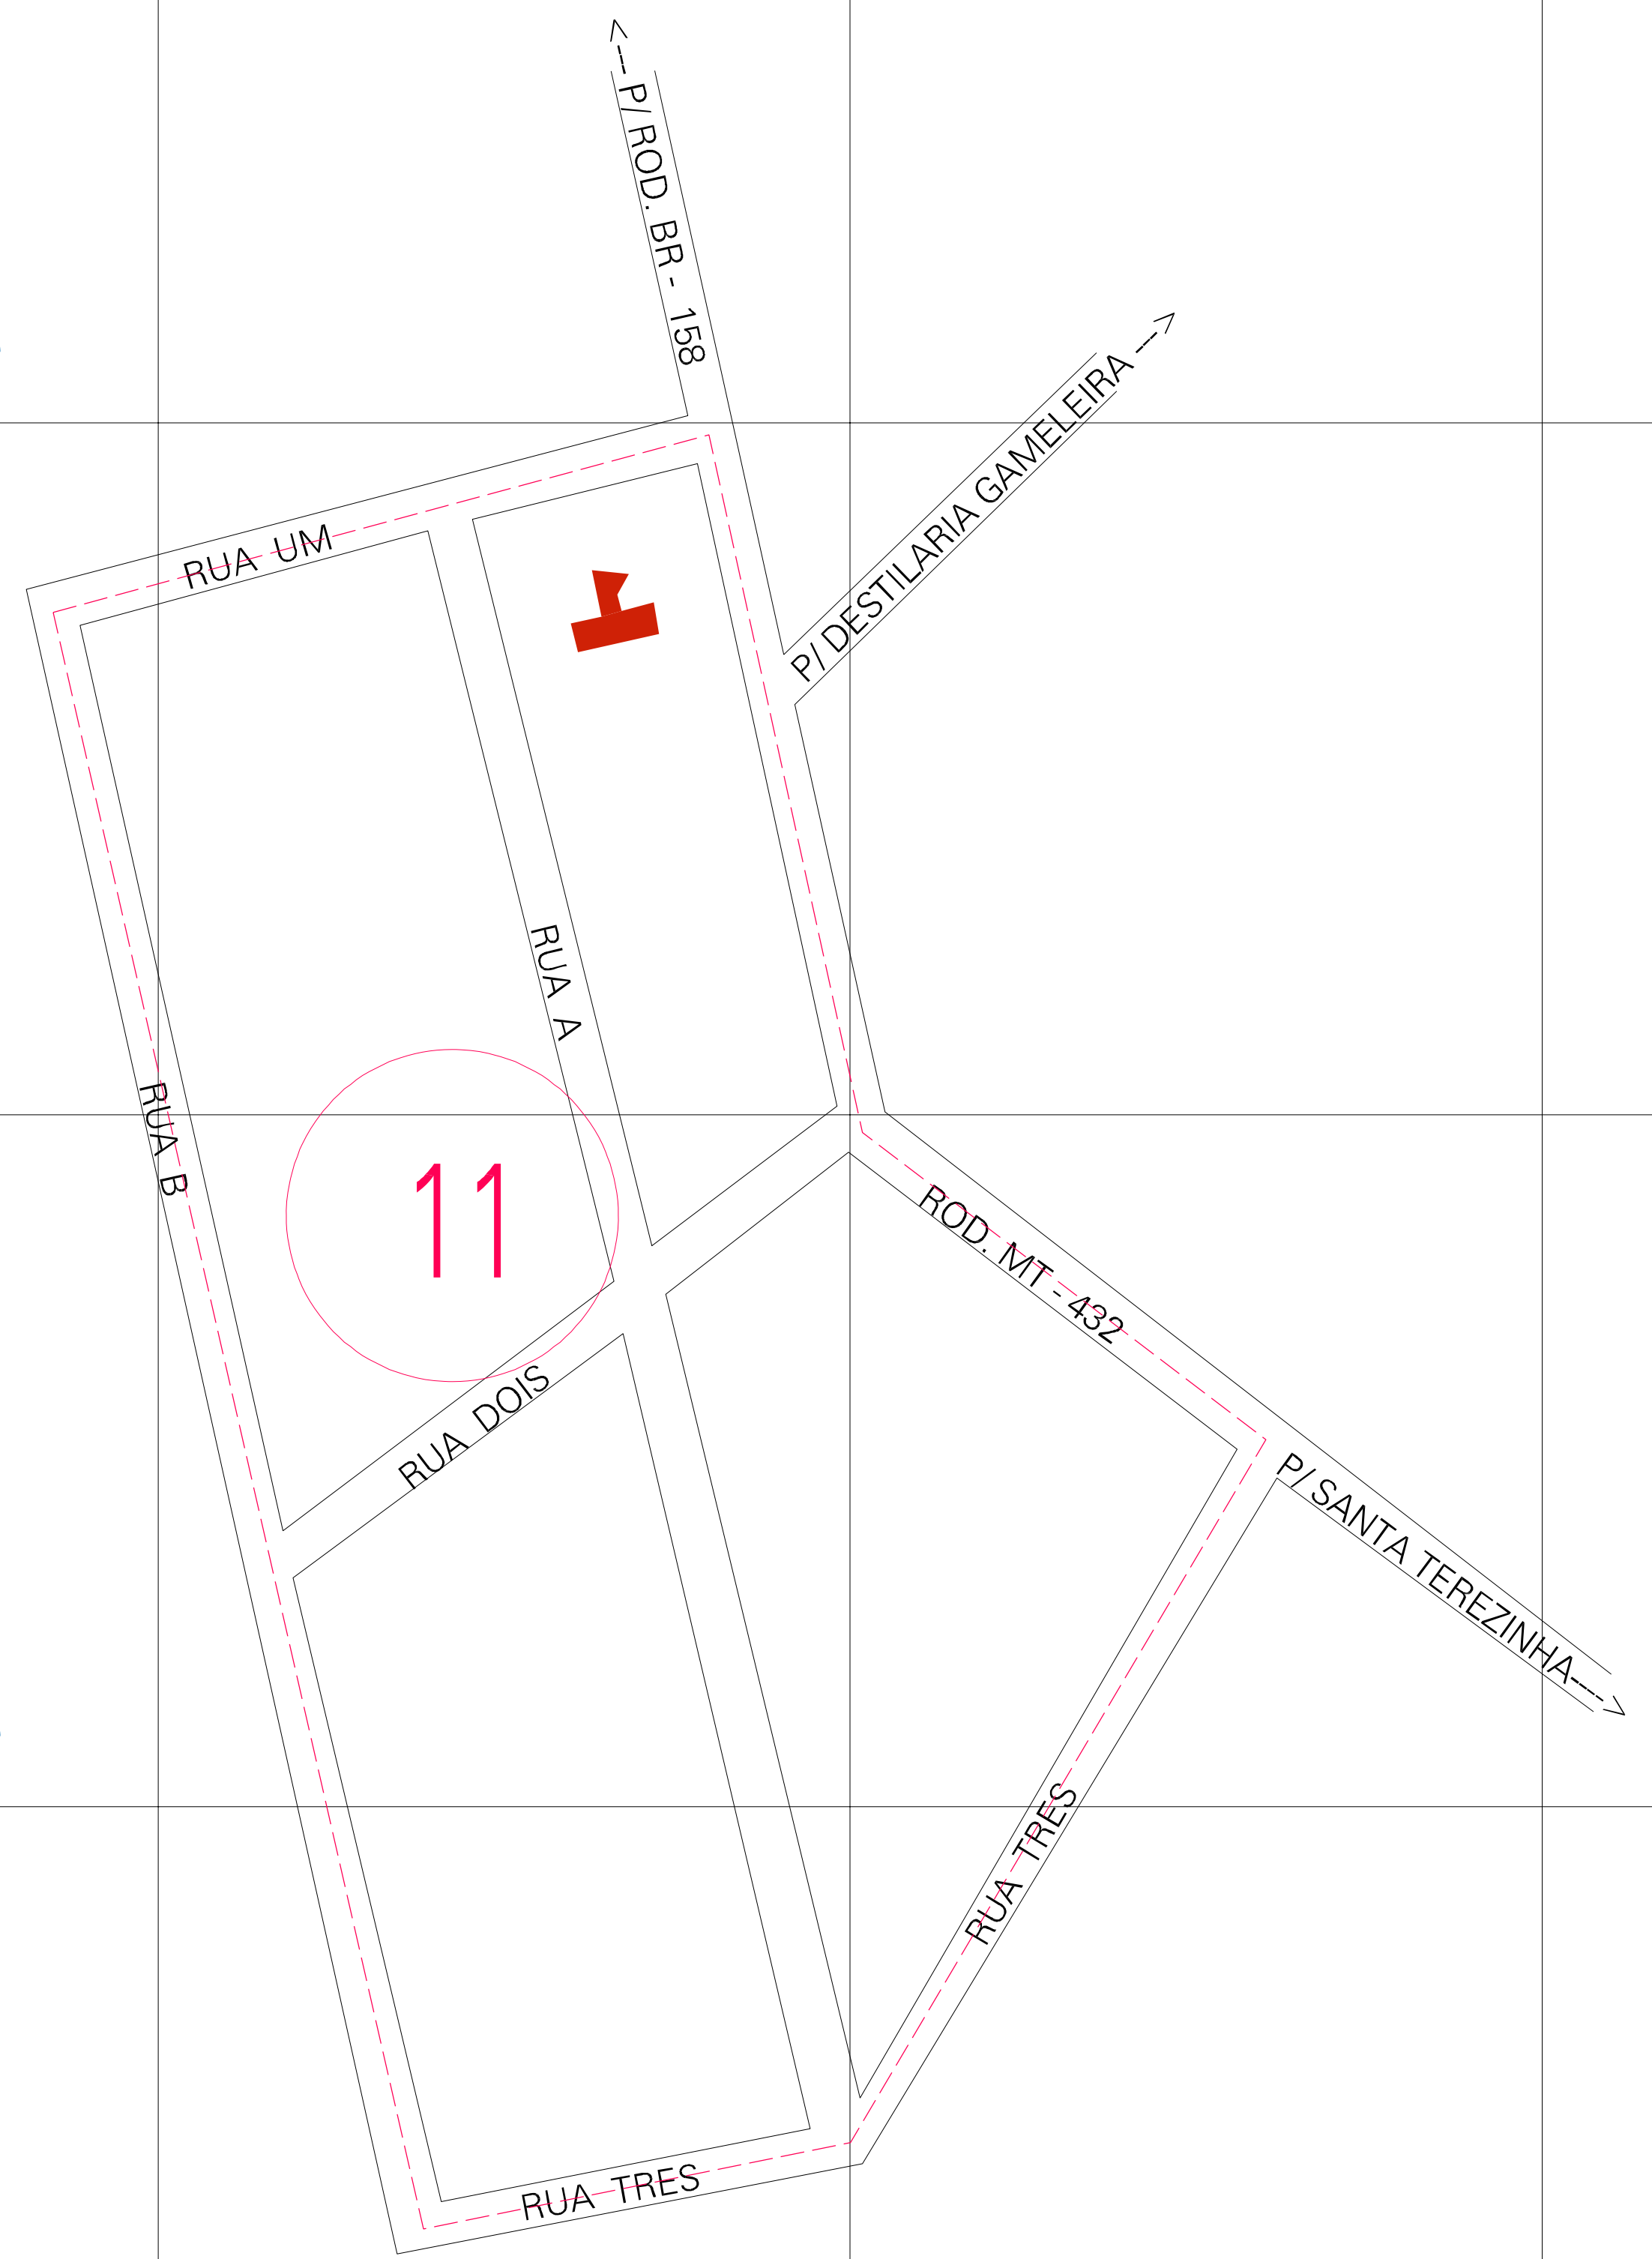 P/ ROD. BR - 158
P/ DESTILARIA GAMELEIRA
RUA UM
RUA A
RUA B
11
ROD. MT - 432
RUA DOIS
P/ SANTA TEREZINHA
RUA TRES
RUA TRES